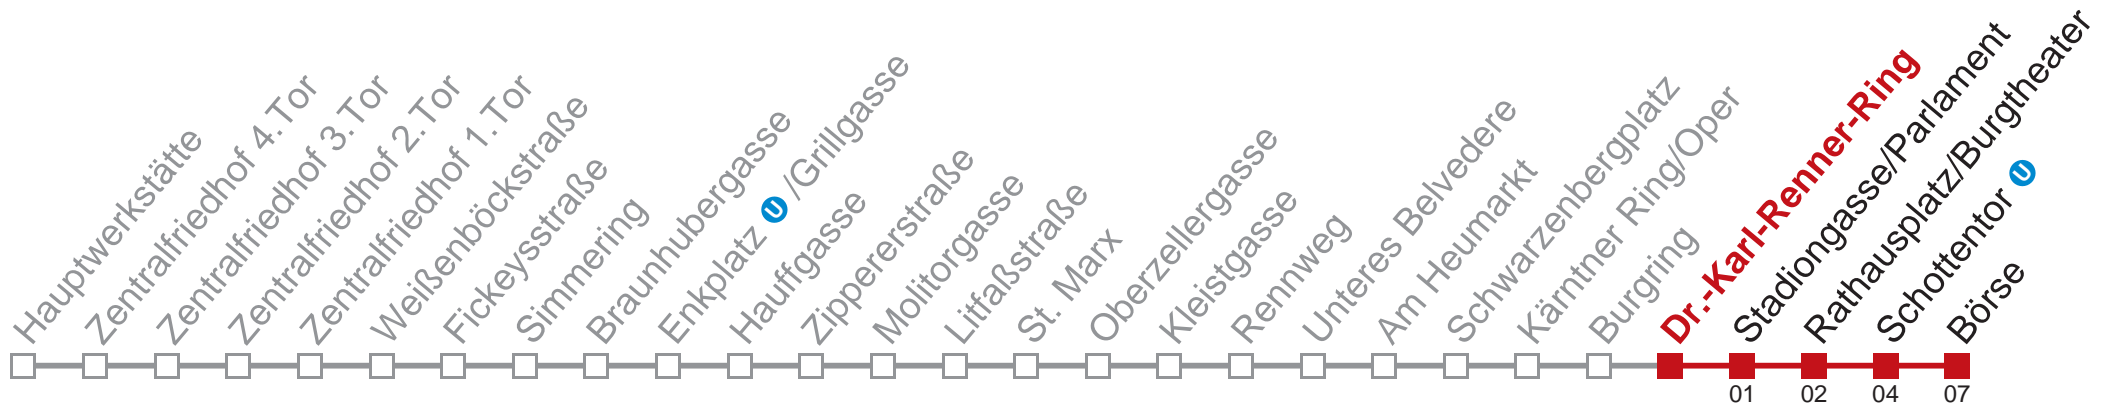 Hauptwerkstätte
Zentralfriedhof 4.Tor
Zentralfriedhof 3.Tor
Zentralfriedhof 2.Tor
Zentralfriedhof 1.Tor
Weißenböckstraße
Fickeysstraße
Simmering
Braunhubergasse
Enkplatz U /Grillgasse
Hauffgasse
Zippererstraße
Molitorgasse
Litfaßstraße
St. Marx
Oberzellergasse
Kleistgasse
Rennweg
Unteres Belvedere
Am Heumarkt
Schwarzenbergplatz
Kärntner Ring/Oper
Burgring
Dr.-Karl-Renner-Ring
Stadiongasse/Parlament
Rathausplatz/Burgtheater
Schottentor U
Börse
01 02 04 07